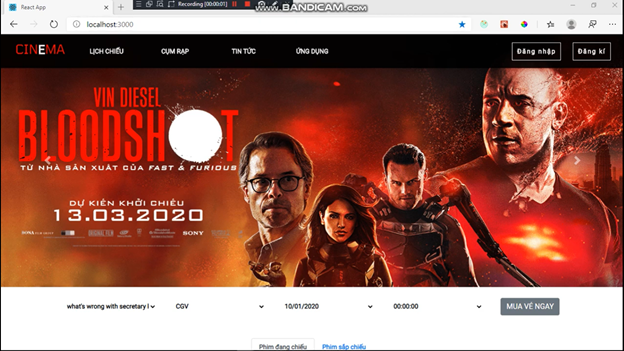 React App
Recording [00:00:01]
www.BANDICAM.com
localhost:3000
CINEMA
LỊCH CHIẾU
CỤM RẠP
TIN TỨC
ỨNG DỤNG
Đăng nhập
Đăng kí
VIN DIESEL
BLOODSHOT
TỪ NHÀ SẢN XUẤT CỦA FAST & FURIOUS
DỰ KIẾN KHỞI CHIẾU
13.03.2020
SONY
what's wrong with secretary
CGV
10/01/2020
00:00:00
MUA VÉ NGAY
Phim đang chiếu
Phim sắp chiếu